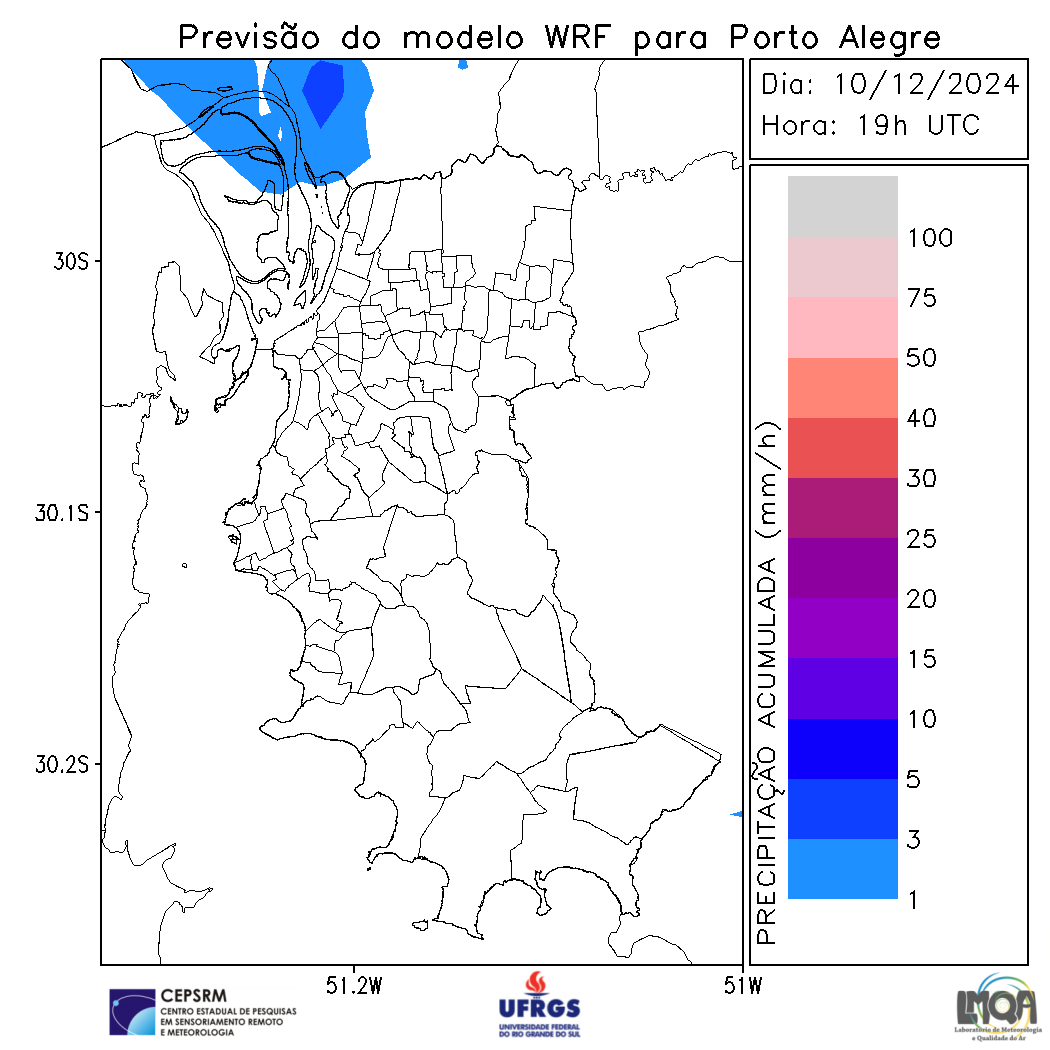 Previsão do modelo WRF para Porto Alegre
Dia: 10/12/2024
Hora: 19h UTC
100
75
50
40
30
25
20
15
10
5
3
1
PRECIPITAÇÃO ACUMULADA (mm/h)
30S
30.1S
30.2S
51.2W
51W
CEPSRM
CENTRO ESTADUAL DE PESQUISAS
EM SENSORIAMENTO REMOTO
E METEOROLOGIA
UFRGS
UNIVERSIDADE FEDERAL
DO RIO GRANDE DO SUL
LMQA
Laboratório de Meteorologia
e Qualidade do Ar